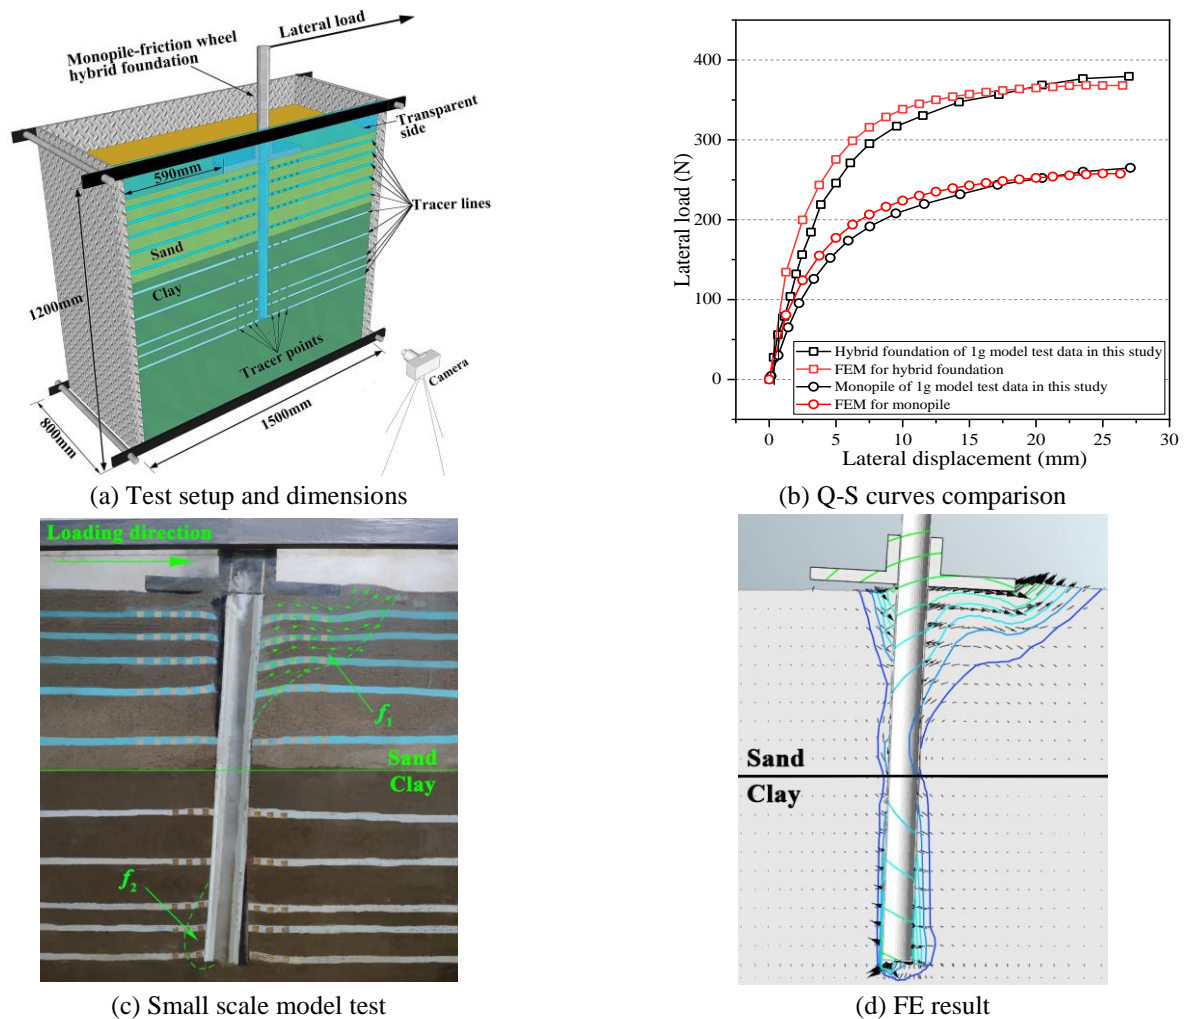 Lateral load
Monopile-friction wheel
hybrid foundation
Transparent
side
590mm
Tracer lines
Sand
Clay
1200mm
Tracer points
Camera
1500mm
800mm
(a) Test setup and dimensions
400
300
200
100
0
Lateral load (N)
Hybrid foundation of 1g model test data in this study
FEM for hybrid foundation
Monopile of 1g model test data in this study
FEM for monopile
0 5 10 15 20 25 30
Lateral displacement (mm)
(b) Q-S curves comparison
Loading direction
f1
Sand
Clay
f2
(c) Small scale model test
Sand
Clay
(d) FE result